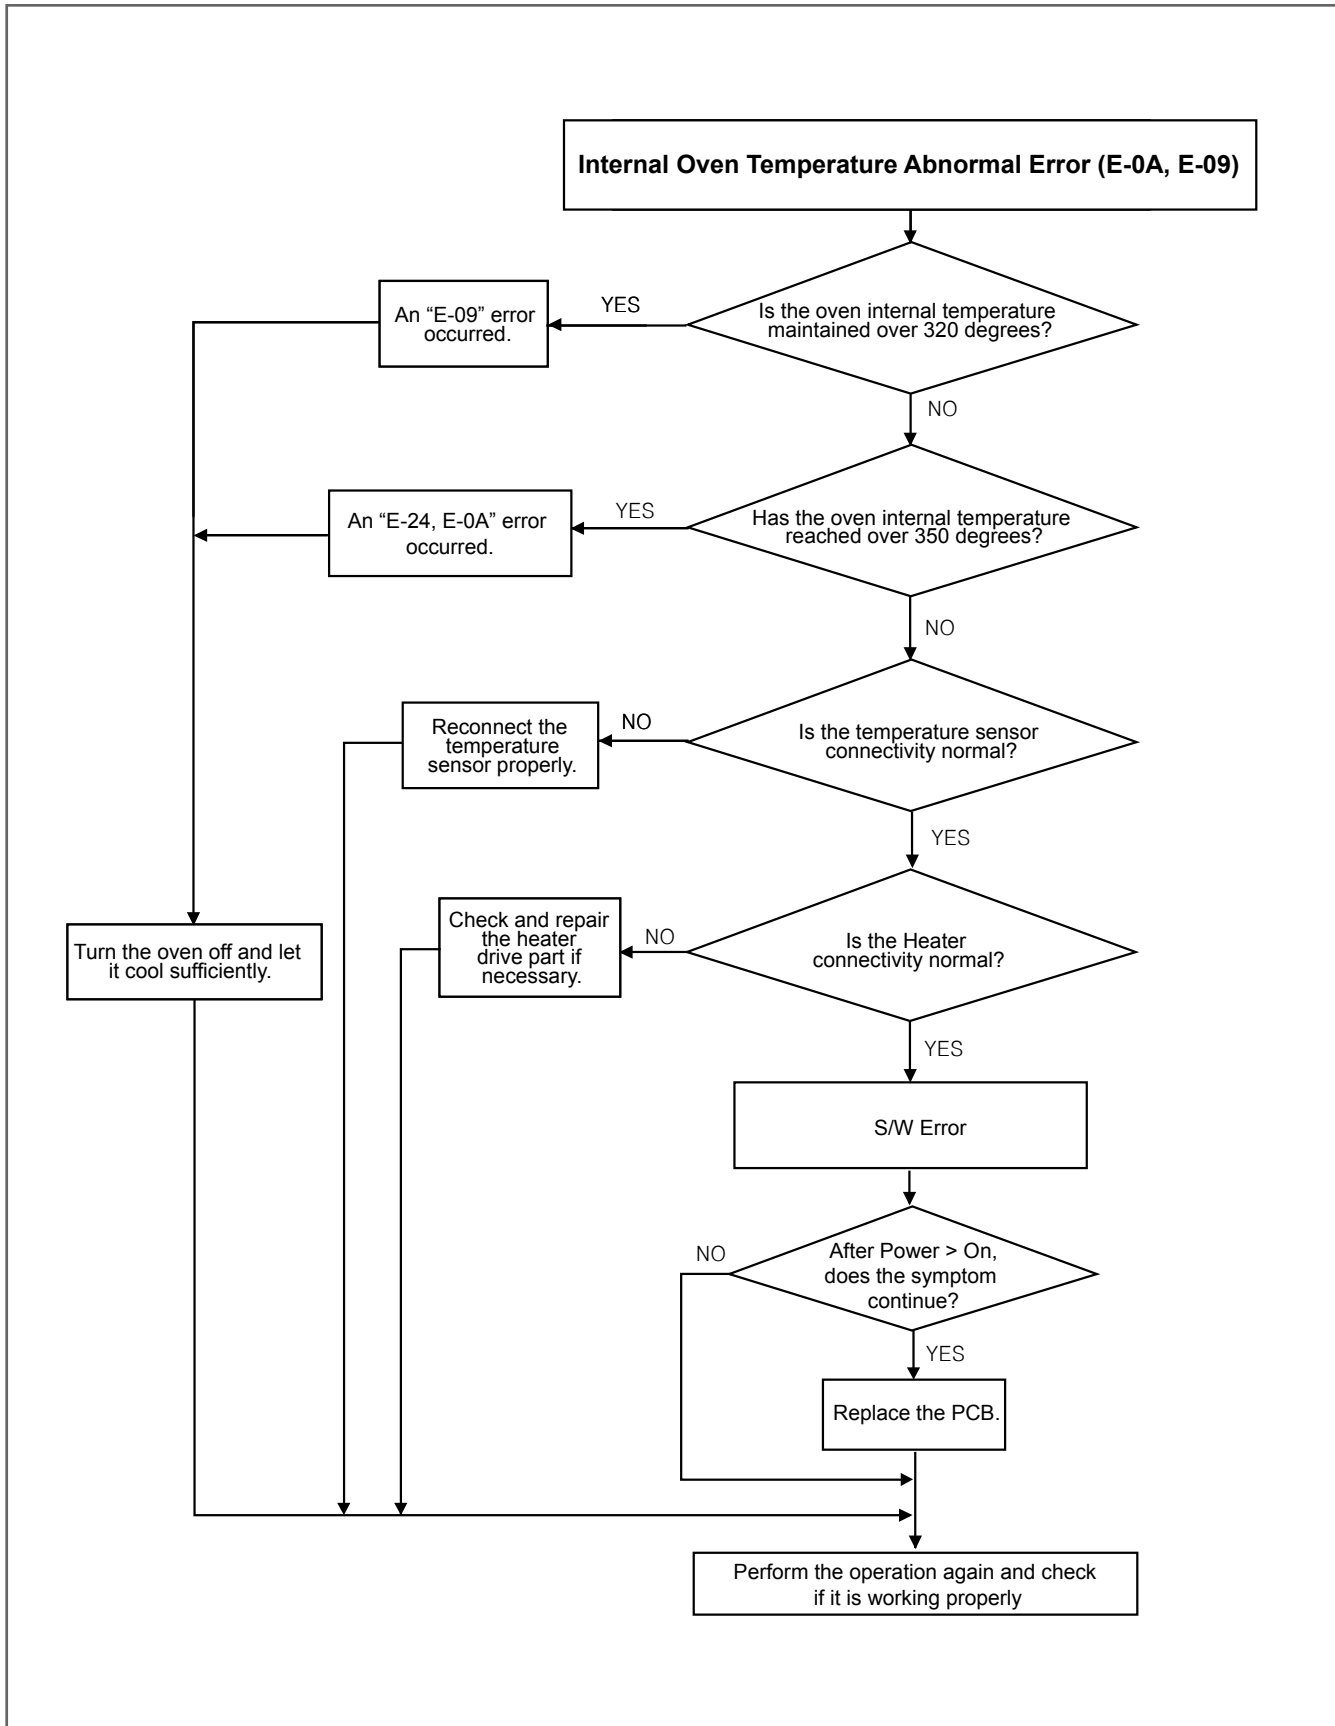 Internal Oven Temperature Abnormal Error (E-0A, E-09)
Is the oven internal temperature
maintained over 320 degrees?
YES
An “E-09” error
occurred.
NO
Has the oven internal temperature
reached over 350 degrees?
YES
An “E-24, E-0A” error
occurred.
NO
Is the temperature sensor
connectivity normal?
NO
Reconnect the
temperature
sensor properly.
YES
Is the Heater
connectivity normal?
NO
Check and repair
the heater
drive part if
necessary.
Turn the oven off and let
it cool sufficiently.
YES
S/W Error
After Power > On,
does the symptom
continue?
NO
YES
Replace the PCB.
Perform the operation again and check
if it is working properly